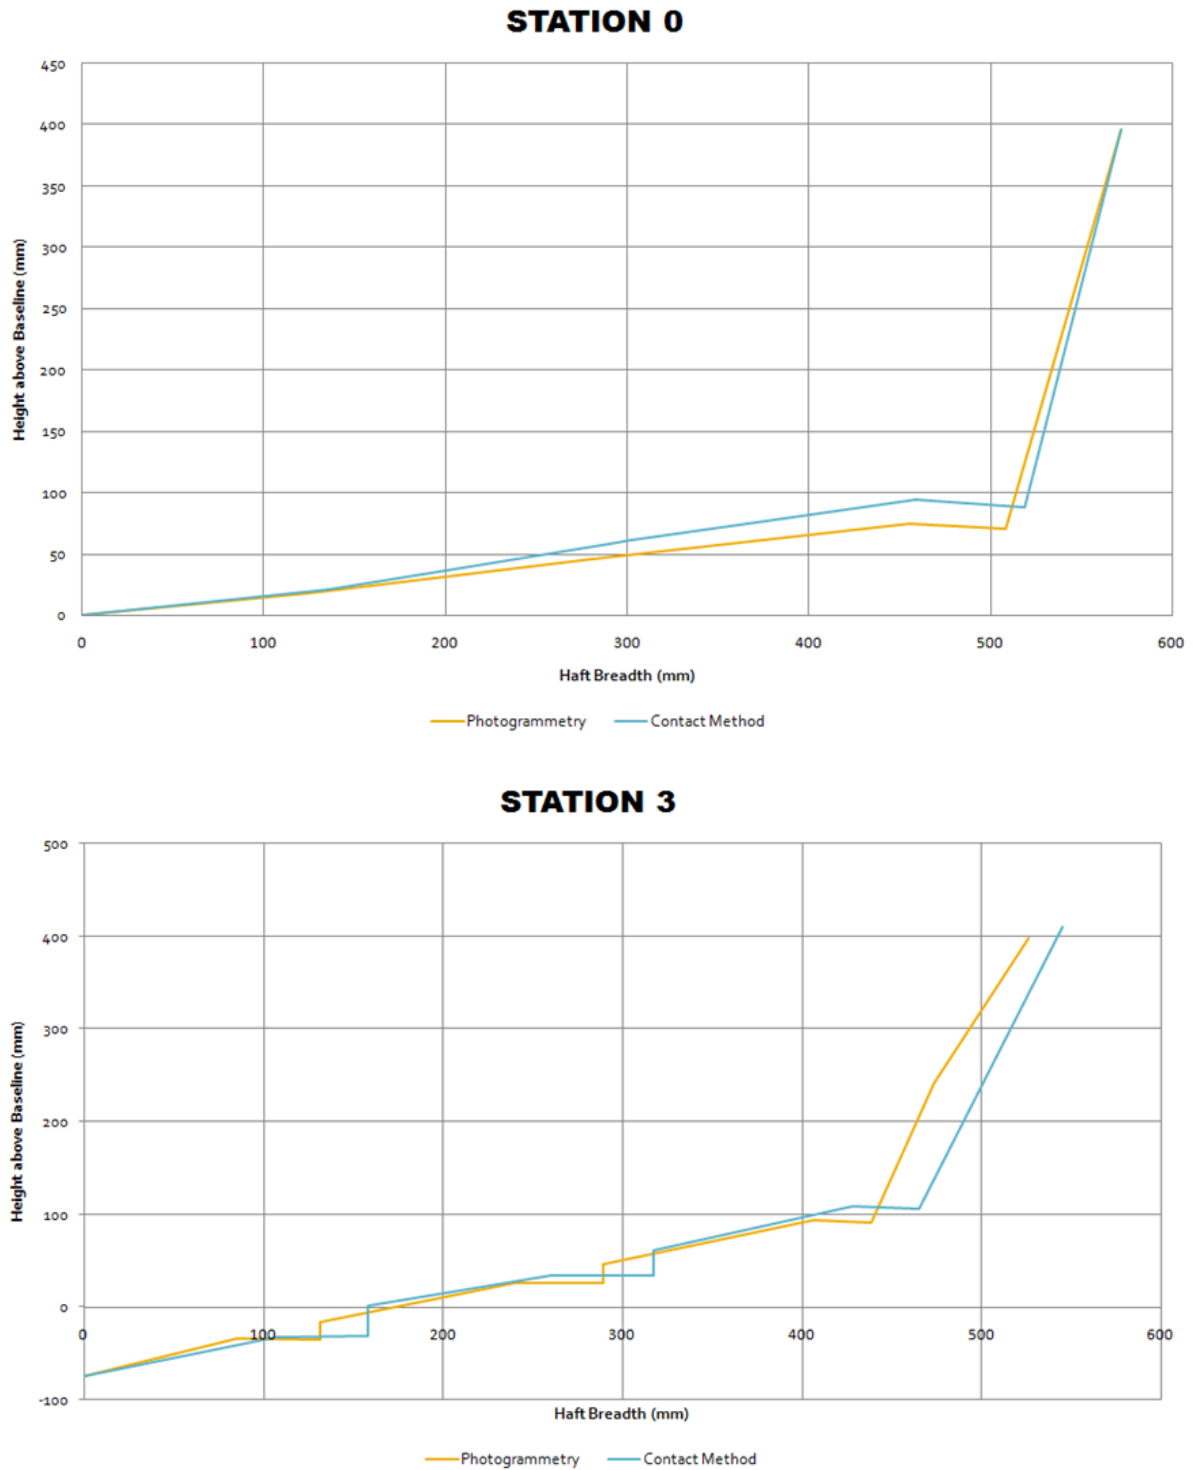 STATION 0
450
400
350
300
250
200
150
100
50
0
Height above Baseline (mm)
0 100 200 300 400 500 600
Haft Breadth (mm)
Photogrammetry Contact Method
STATION 3
500
400
300
200
100
0
-100
Height above Baseline (mm)
0 100 200 300 400 500 600
Haft Breadth (mm)
Photogrammetry Contact Method